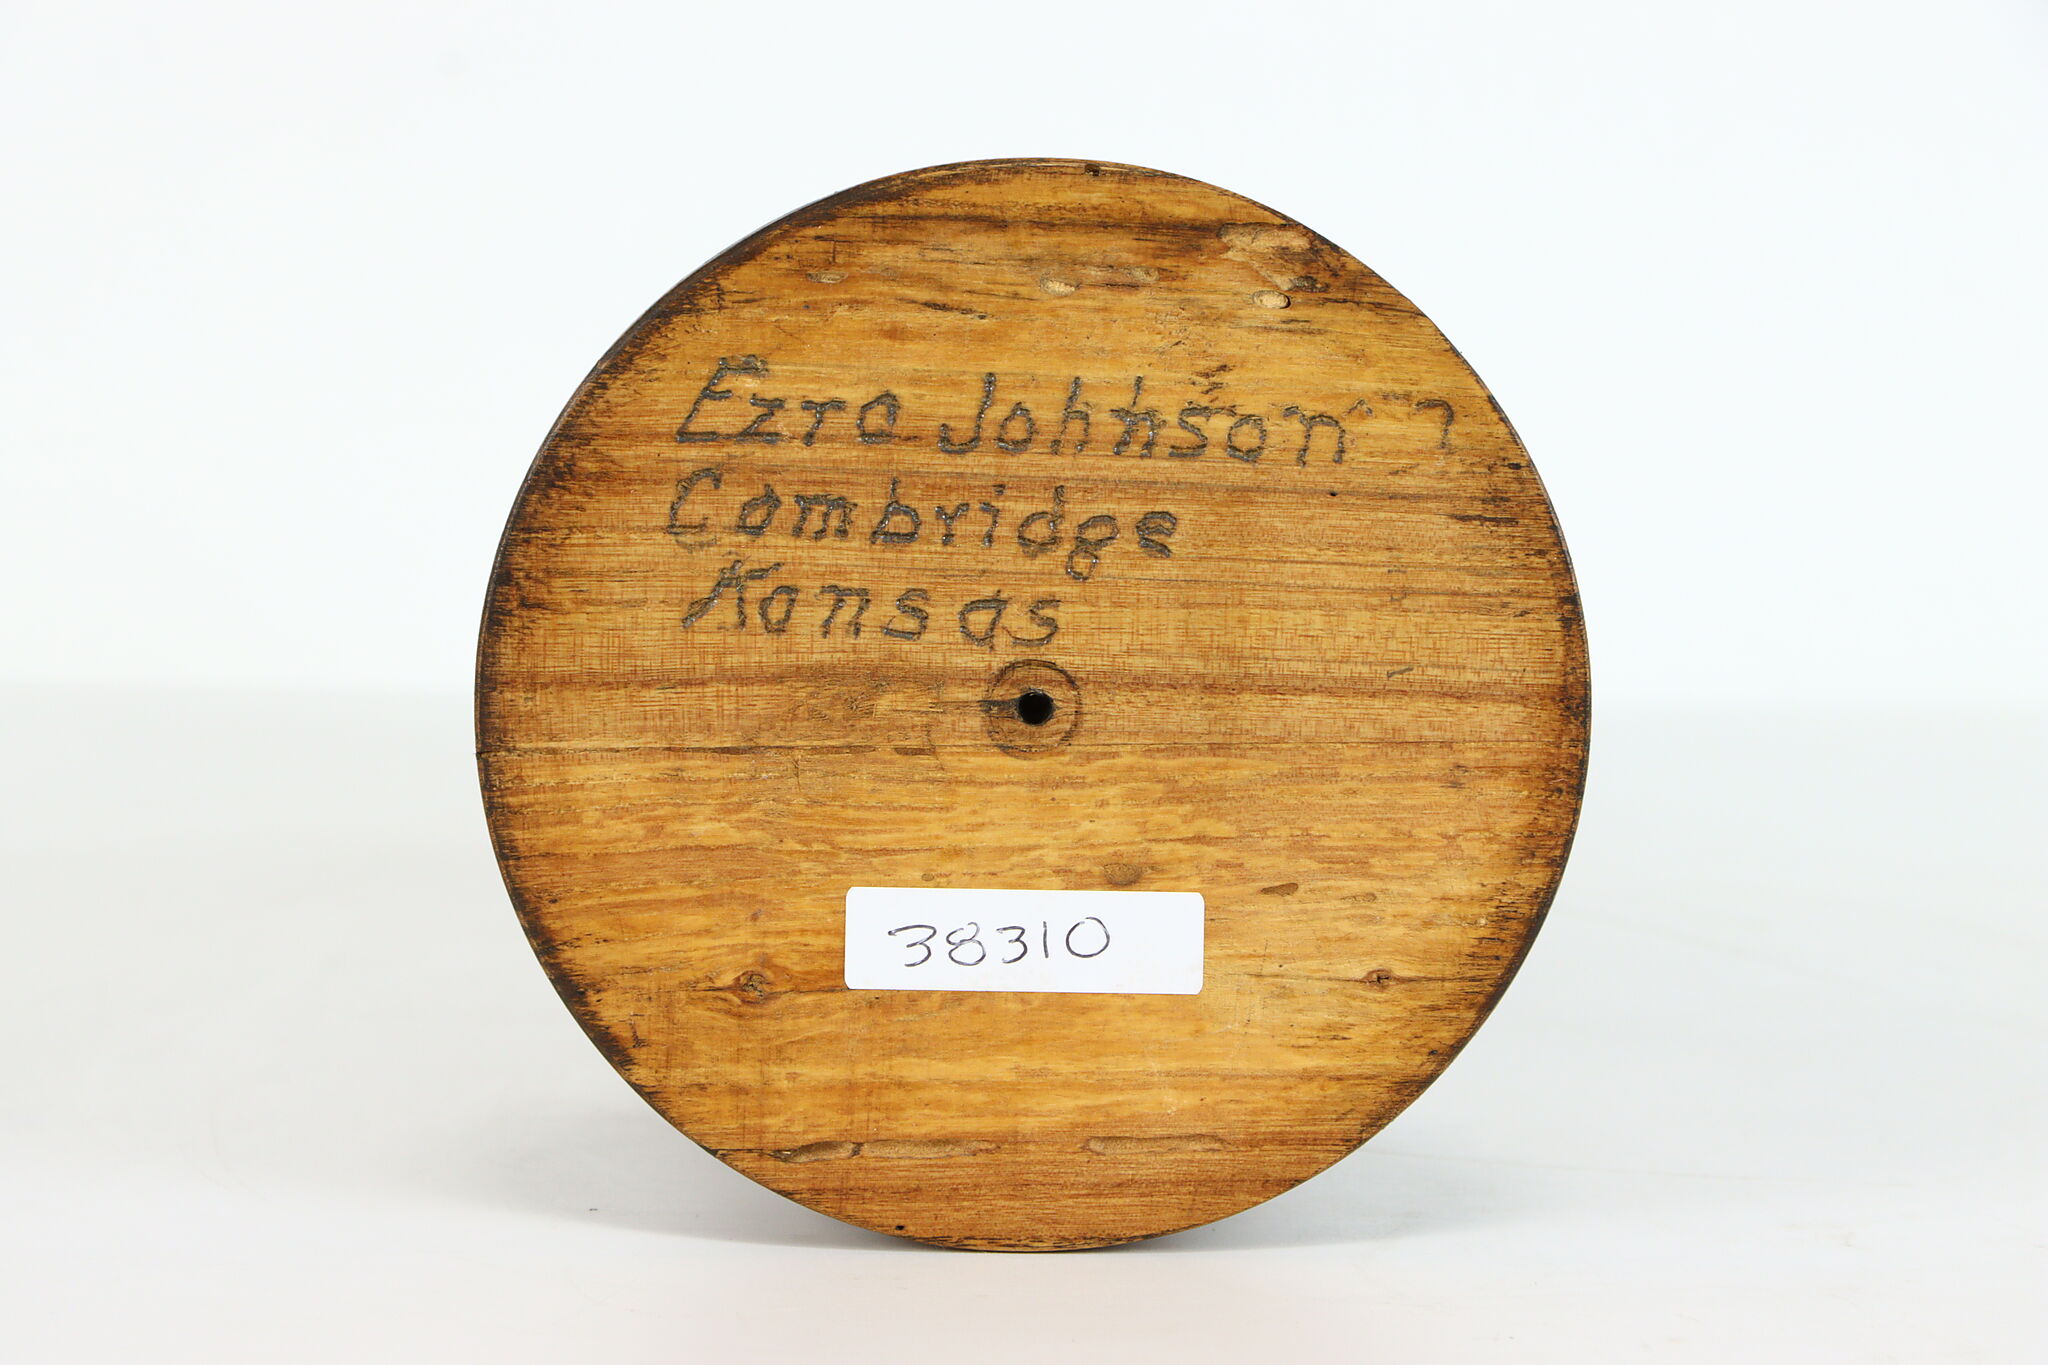 Ezra Johnson
Cambridge
Kansas
38310